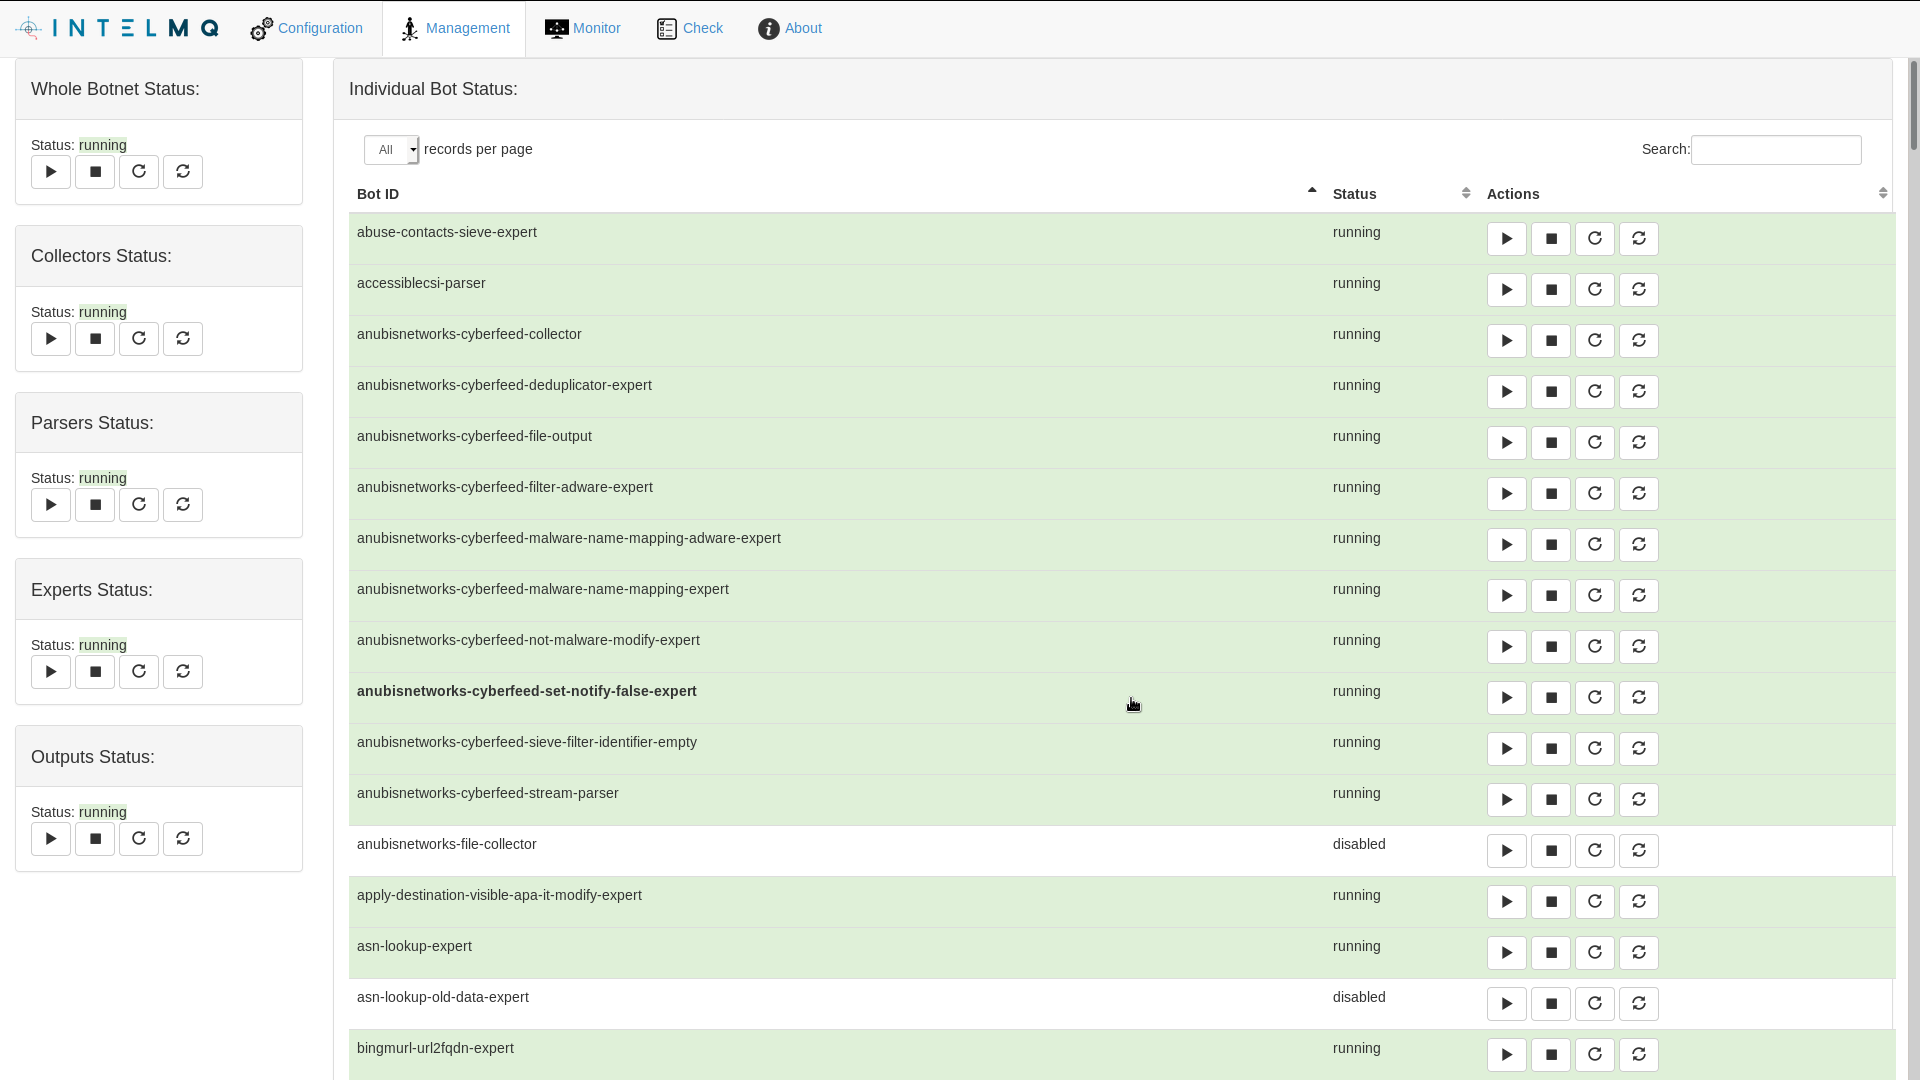 INTELMQ Configuration Management Monitor Check About
Whole Botnet Status:
Status: running
Collectors Status:
Status: running
Parsers Status:
Status: running
Experts Status:
Status: running
Outputs Status:
Status: running
Individual Bot Status:
All records per page Search:
Bot ID Status Actions
abuse-contacts-sieve-expert running
accessiblecsi-parser running
anubisnetworks-cyberfeed-collector running
anubisnetworks-cyberfeed-deduplicator-expert running
anubisnetworks-cyberfeed-file-output running
anubisnetworks-cyberfeed-filter-adware-expert running
anubisnetworks-cyberfeed-malware-name-mapping-adware-expert running
anubisnetworks-cyberfeed-malware-name-mapping-expert running
anubisnetworks-cyberfeed-not-malware-modify-expert running
anubisnetworks-cyberfeed-set-notify-false-expert running
anubisnetworks-cyberfeed-sieve-filter-identifier-empty running
anubisnetworks-cyberfeed-stream-parser running
anubisnetworks-file-collector disabled
apply-destination-visible-apa-it-modify-expert running
asn-lookup-expert running
asn-lookup-old-data-expert disabled
bingmurl-url2fqdn-expert running